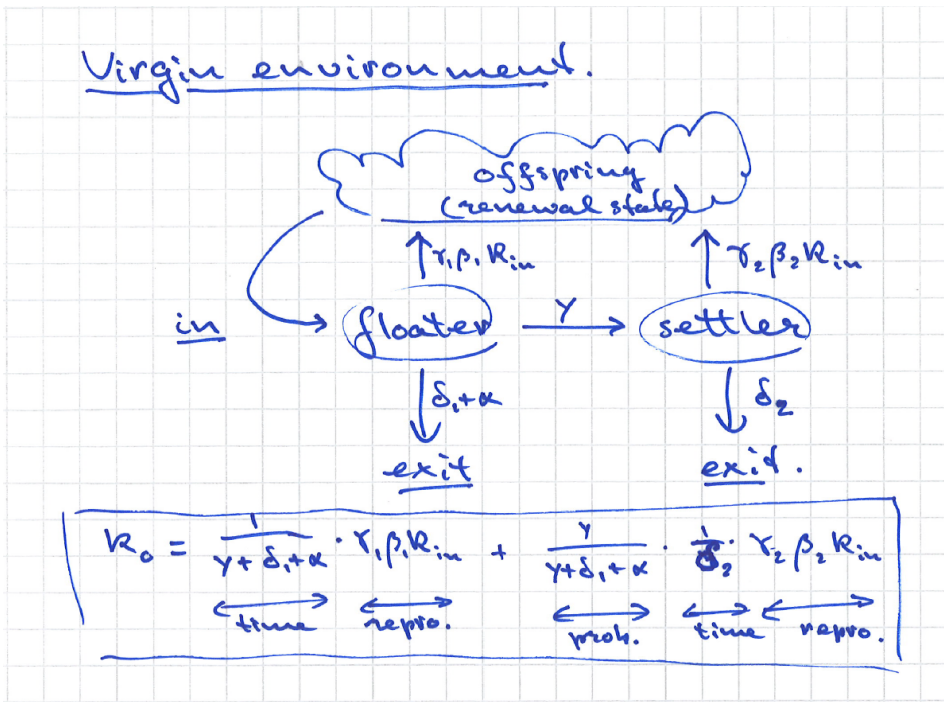 Virgin environment.
offspring
(renewal state)
γ₁β₁R_in
γ₂β₂R_in
in
floater
y
settler
δ₁+α
δ₂
exit
exit.
R₀ = 1/(y+δ₁+α) · γ₁β₁R_in + y/(y+δ₁+α) · 1/δ₂ · γ₂β₂R_in
time repro. prob. time repro.